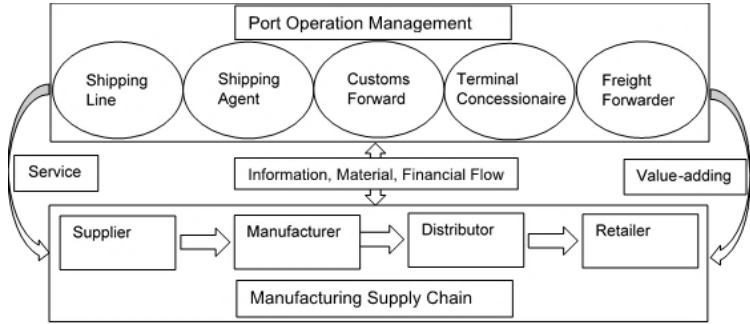 Port Operation Management
Shipping
Line
Shipping
Agent
Customs
Forward
Terminal
Concessionaire
Freight
Forwarder
Service
Information, Material, Financial Flow
Value-adding
Supplier
Manufacturer
Distributor
Retailer
Manufacturing Supply Chain